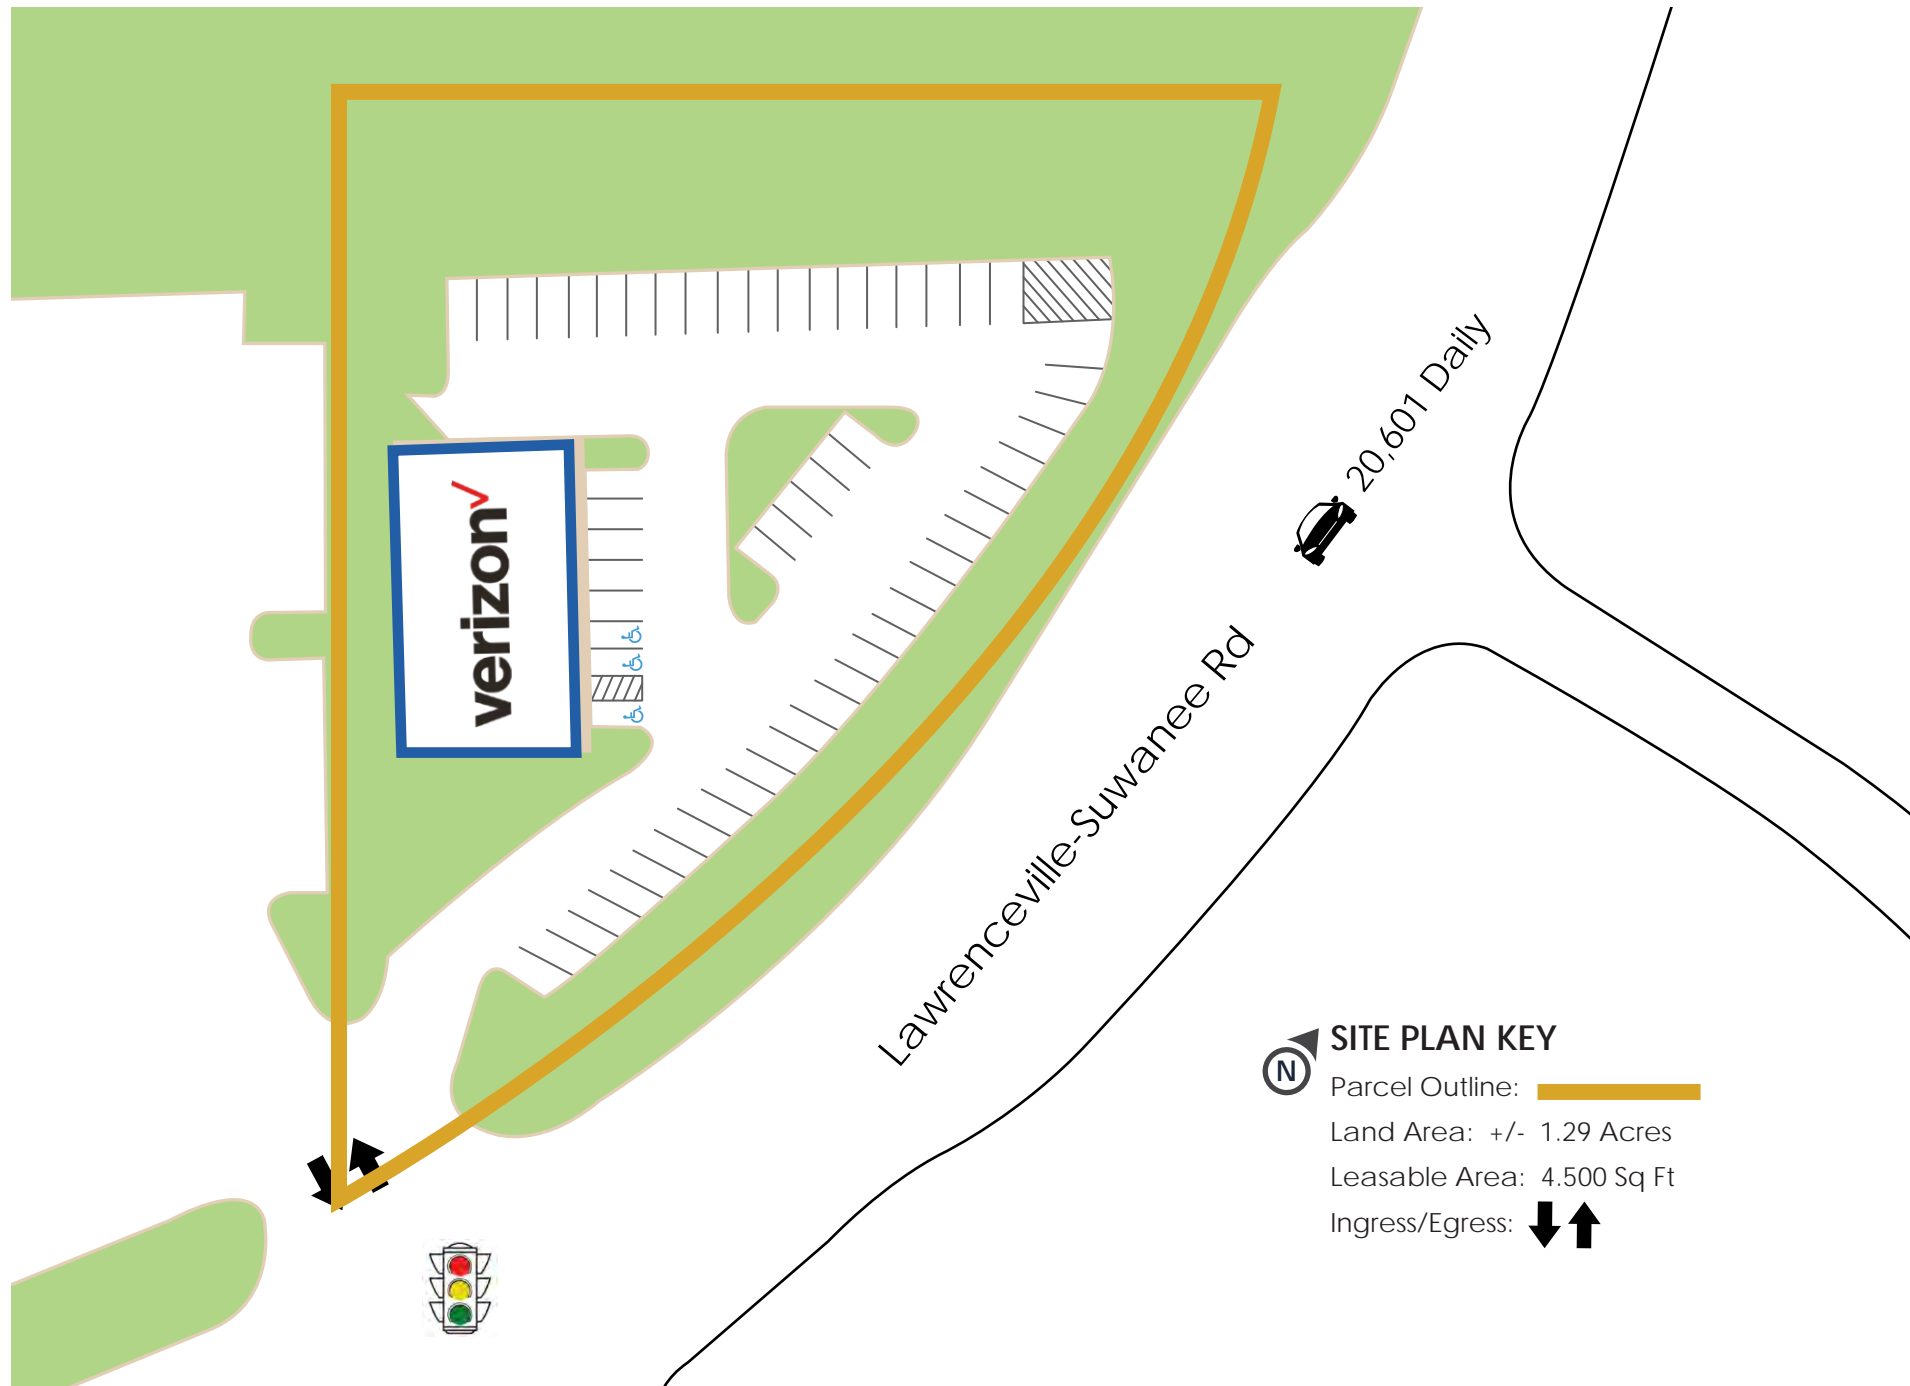 verizon
20,601 Daily
Lawrenceville-Suwanee Rd
N
SITE PLAN KEY
Parcel Outline:
Land Area: +/- 1.29 Acres
Leasable Area: 4.500 Sq Ft
Ingress/Egress: